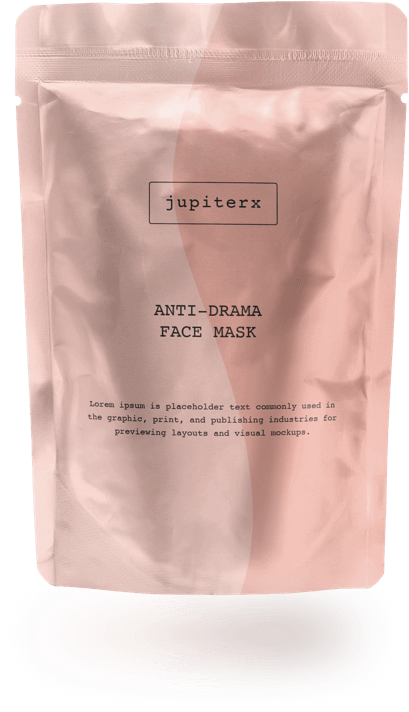 jupiterx
ANTI-DRAMA
FACE MASK
Lorem ipsum is placeholder text commonly used in
the graphic, print, and publishing industries for
previewing layouts and visual mockups.